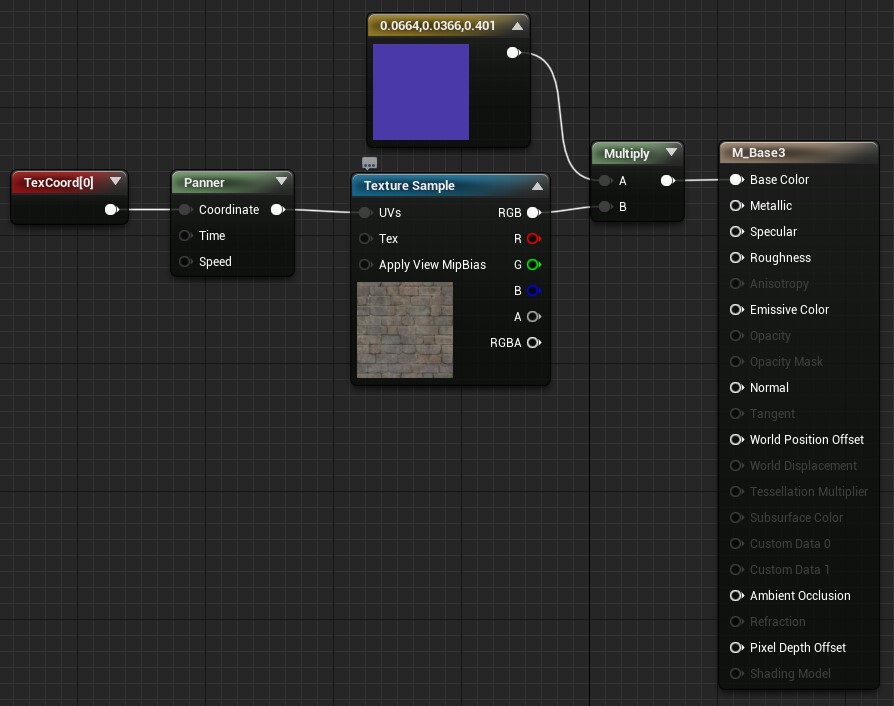 0.0664,0.0366,0.401
TexCoord[0]
Panner
Coordinate
Time
Speed
Texture Sample
UVs
RGB
Tex
R
Apply View MipBias
G
B
A
RGBA
Multiply
A
B
M_Base3
Base Color
Metallic
Specular
Roughness
Anisotropy
Emissive Color
Opacity
Opacity Mask
Normal
Tangent
World Position Offset
World Displacement
Tessellation Multiplier
Subsurface Color
Custom Data 0
Custom Data 1
Ambient Occlusion
Refraction
Pixel Depth Offset
Shading Model